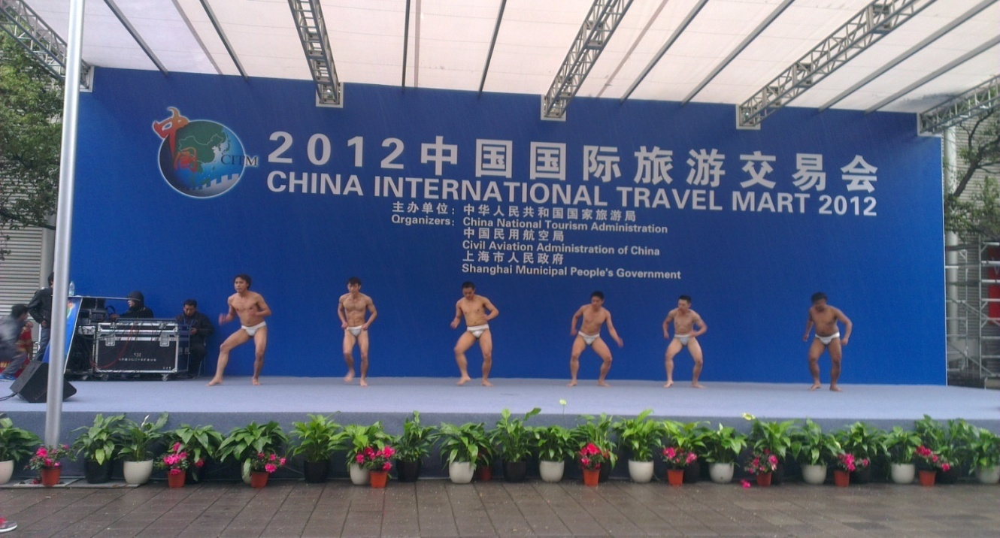 中
CITM
2012中国国际旅游交易会
CHINA INTERNATIONAL TRAVEL MART 2012
主办单位：中华人民共和国国家旅游局
Organizers: China National Tourism Administration
中国民用航空局
Civil Aviation Administration of China
上海市人民政府
Shanghai Municipal People's Government